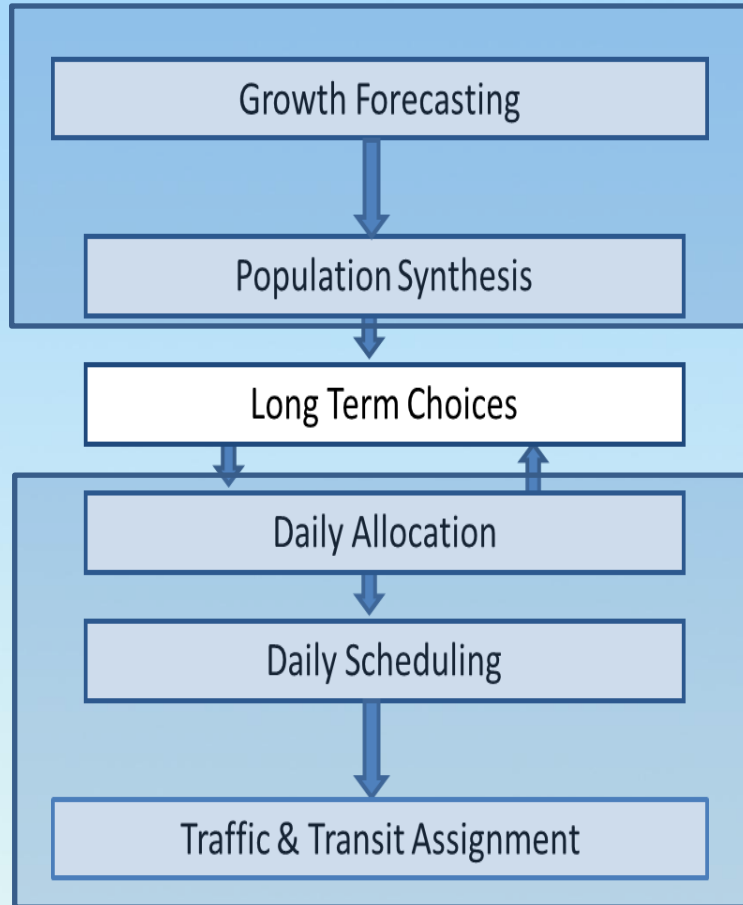 Growth Forecasting
Population Synthesis
Long Term Choices
Daily Allocation
Daily Scheduling
Traffic & Transit Assignment